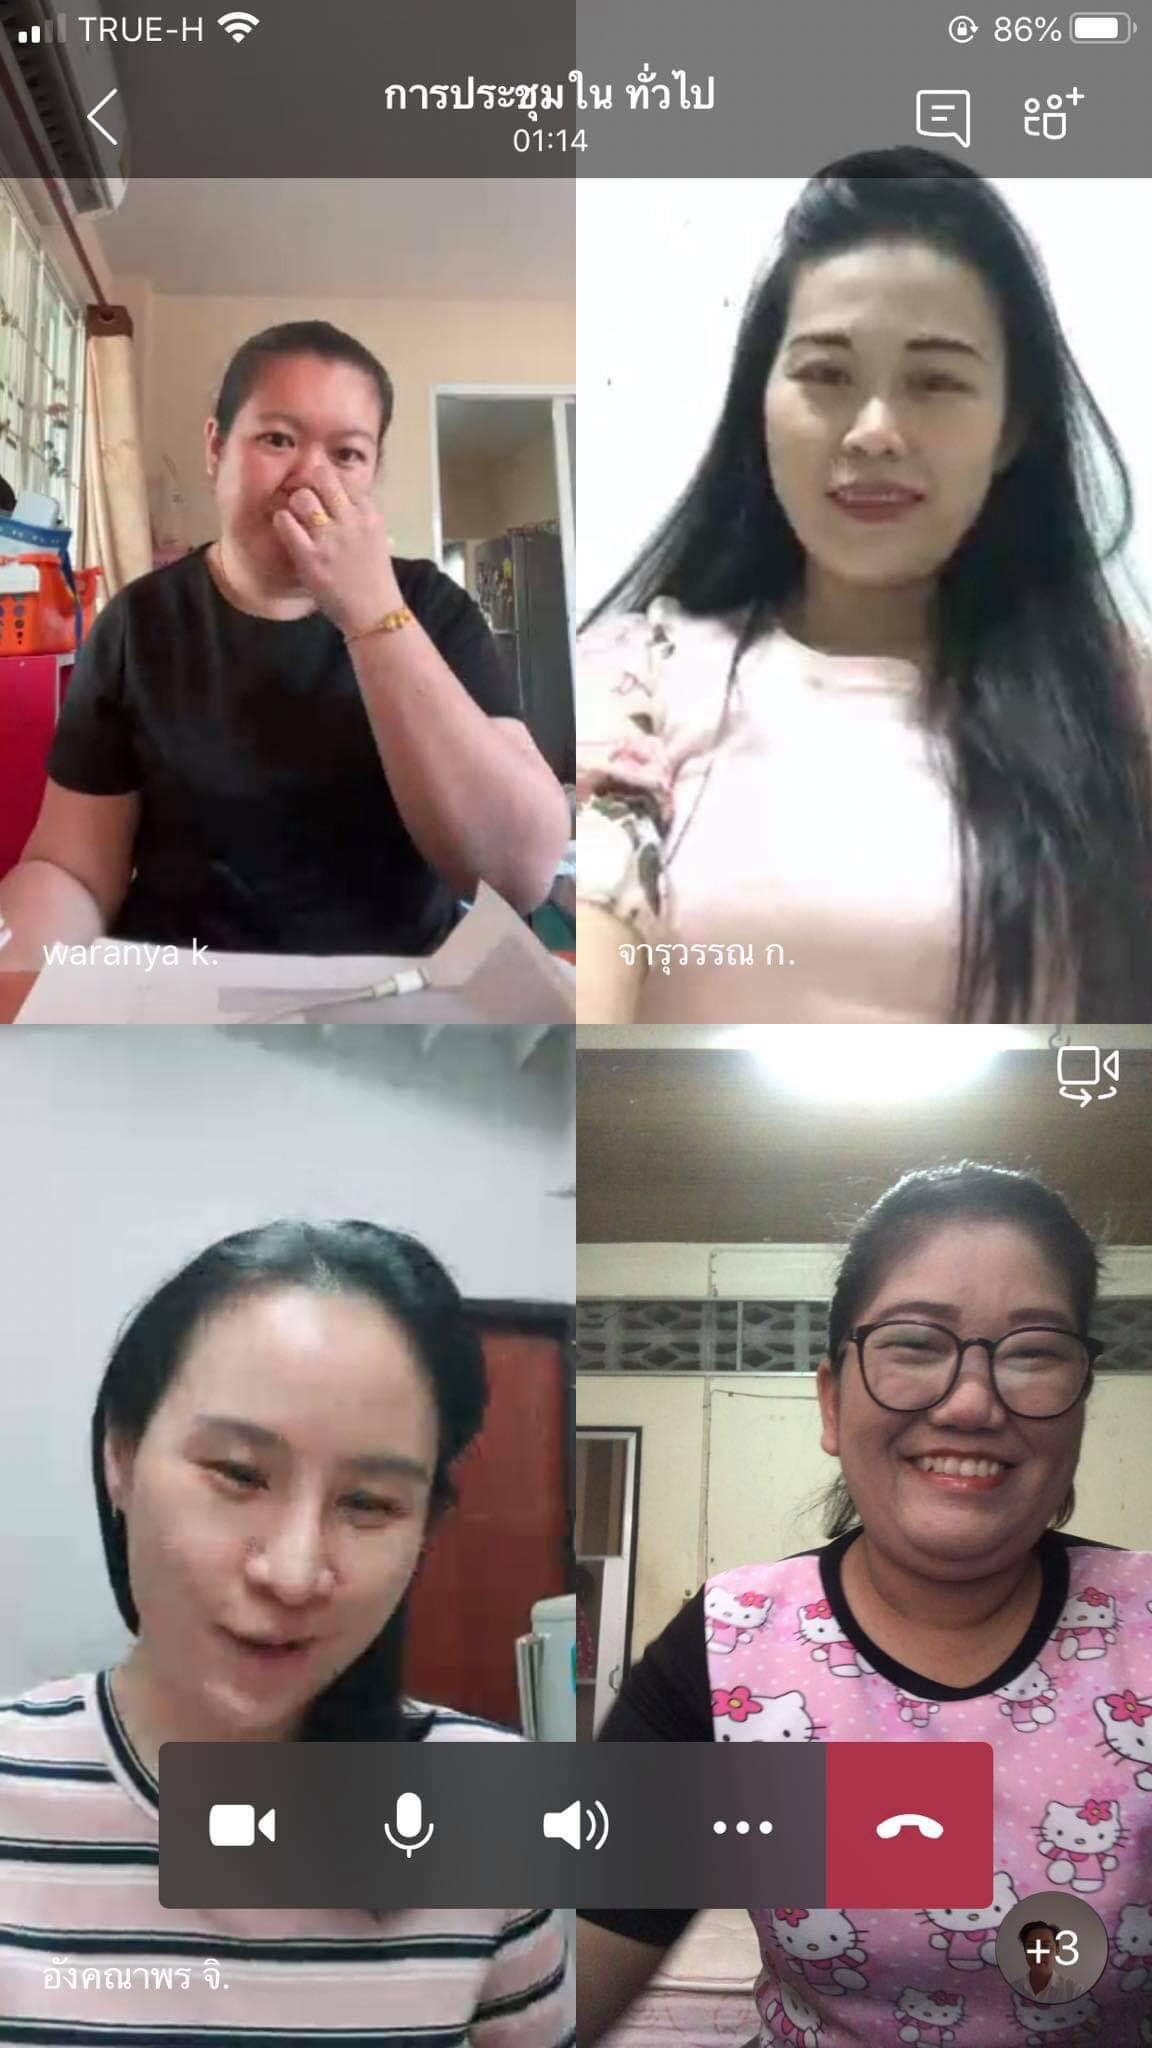 TRUE-H
86%
การประชุมใน ทั่วไป
01:14
waranya k.
จารุวรรณ ก.
อังคณาพร จิ.
+3